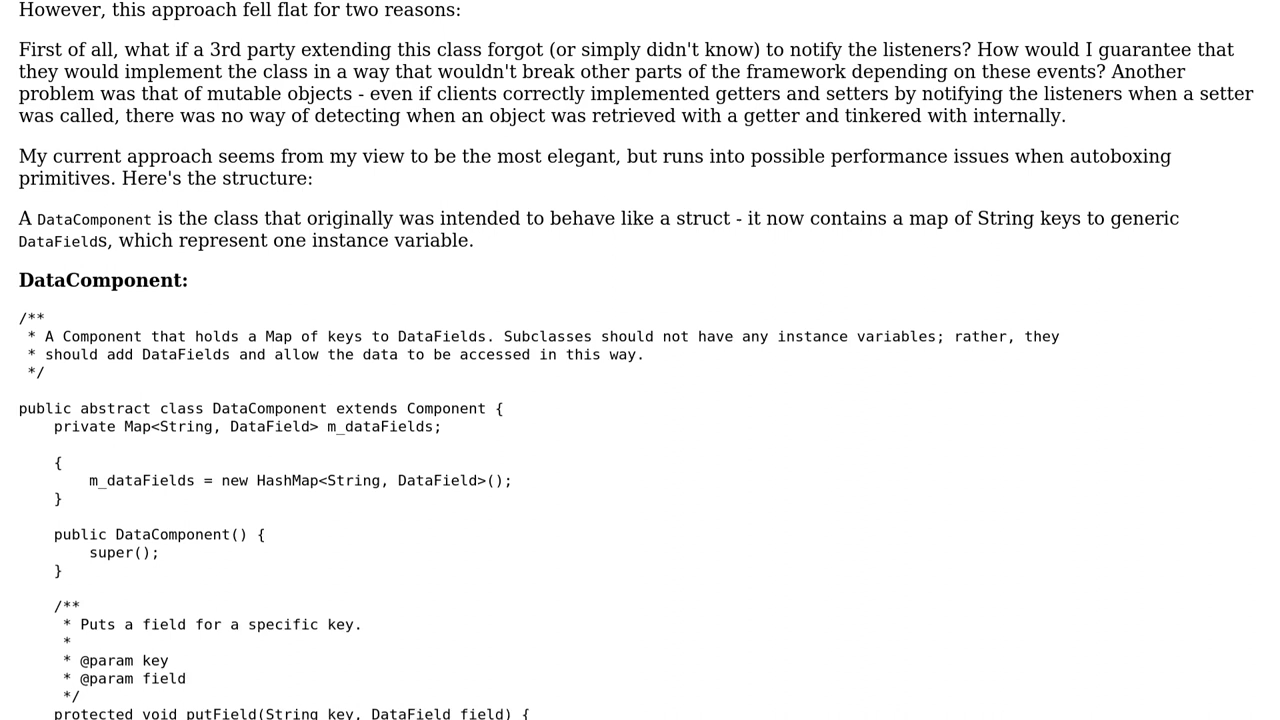 However, this approach fell flat for two reasons:
First of all, what if a 3rd party extending this class forgot (or simply didn't know) to notify the listeners? How would I guarantee that
they would implement the class in a way that wouldn't break other parts of the framework depending on these events? Another
problem was that of mutable objects - even if clients correctly implemented getters and setters by notifying the listeners when a setter
was called, there was no way of detecting when an object was retrieved with a getter and tinkered with internally.
My current approach seems from my view to be the most elegant, but runs into possible performance issues when autoboxing
primitives. Here's the structure:
A DataComponent is the class that originally was intended to behave like a struct - it now contains a map of String keys to generic
DataFields, which represent one instance variable.
DataComponent:
/**
 * A Component that holds a Map of keys to DataFields. Subclasses should not have any instance variables; rather, they
 * should add DataFields and allow the data to be accessed in this way.
 */
public abstract class DataComponent extends Component {
    private Map<String, DataField> m_dataFields;
    {
        m_dataFields = new HashMap<String, DataField>();
    }
    public DataComponent() {
        super();
    }
    /**
     * Puts a field for a specific key.
     *
     * @param key
     * @param field
     */
    protected void putField(String key, DataField field) {